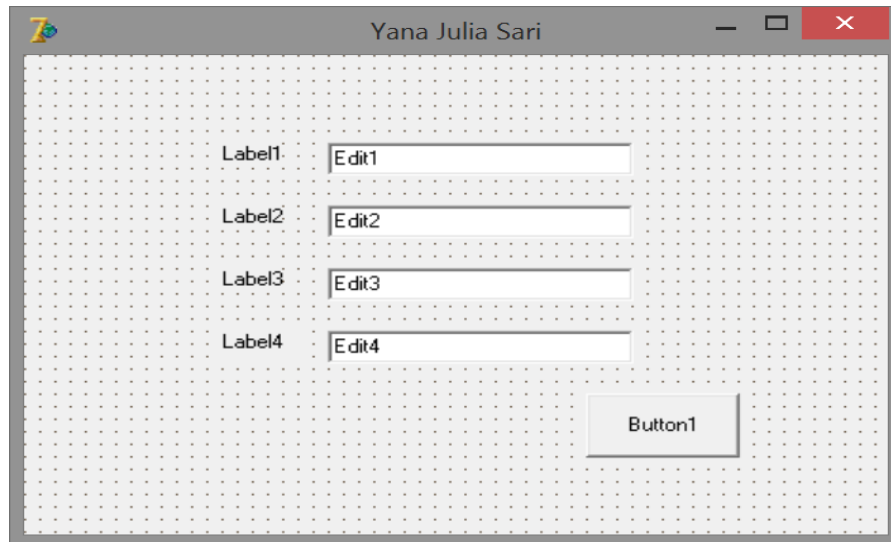 Yana Julia Sari
Label1 Edit1
Label2 Edit2
Label3 Edit3
Label4 Edit4
Button1